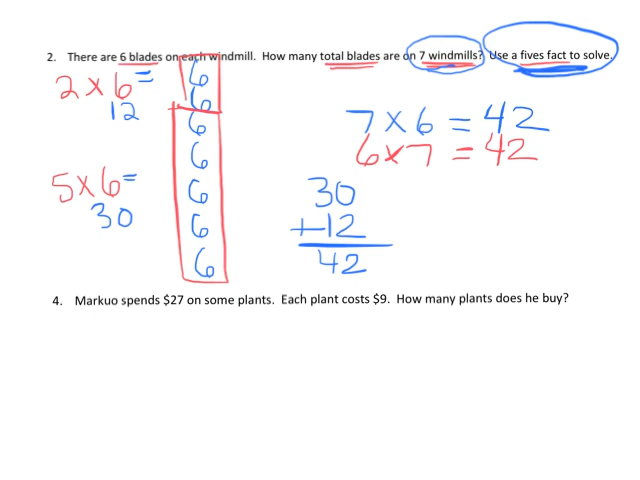 2. There are 6 blades on each windmill. How many total blades are on 7 windmills? Use a fives fact to solve.
2 x 6 =
12
6
6
6
6
6
6
6
5 x 6 =
30
7 x 6 = 42
6 x 7 = 42
30
+12
42
4. Markuo spends $27 on some plants. Each plant costs $9. How many plants does he buy?